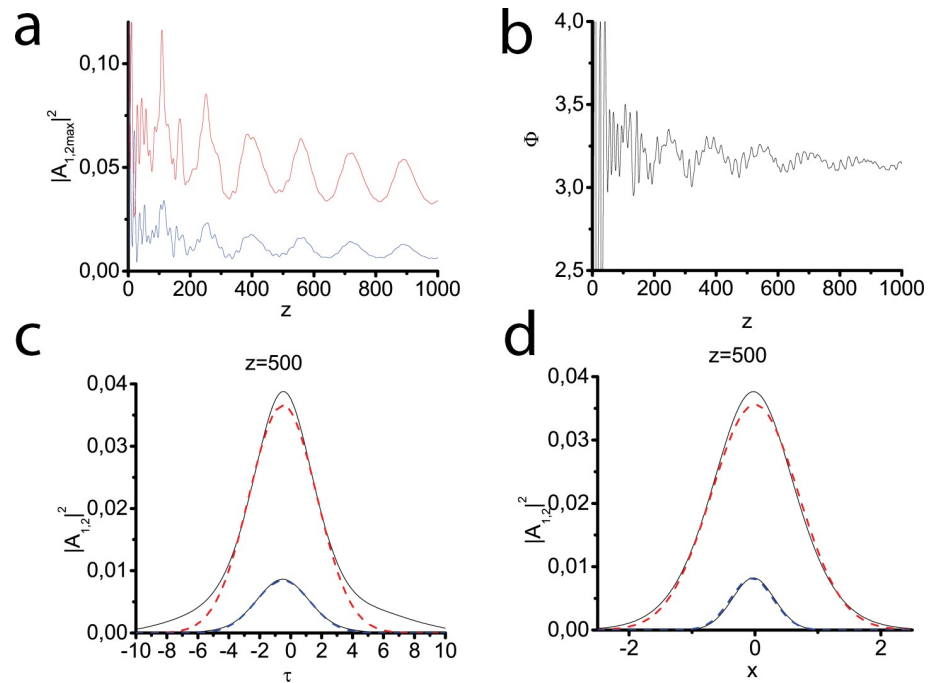 a
0,10
0,05
0,00
|A1,2max|²
0 200 400 600 800 1000
z
b
4,0
3,5
3,0
2,5
Φ
0 200 400 600 800 1000
z
c
z=500
0,04
0,03
0,02
0,01
0,00
|A1,2|²
-10 -8 -6 -4 -2 0 2 4 6 8 10
τ
d
z=500
0,04
0,03
0,02
0,01
0,00
|A1,2|²
-2 0 2
x